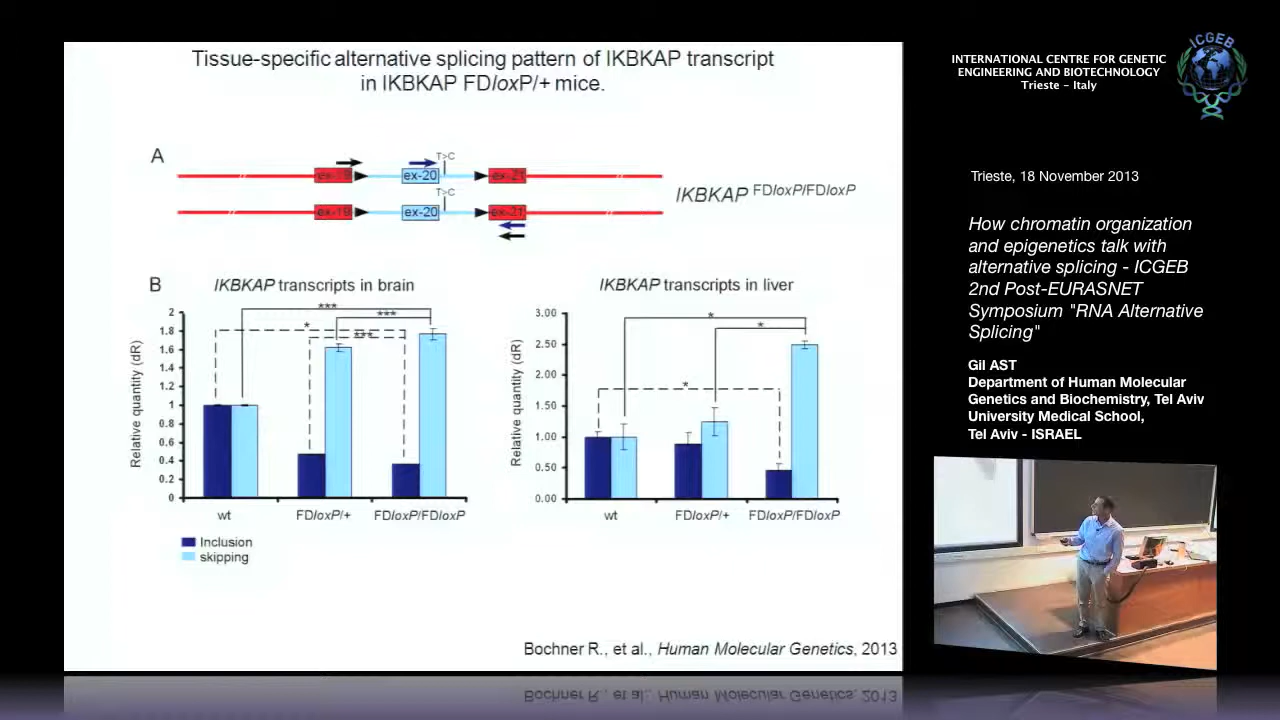 Tissue-specific alternative splicing pattern of IKBKAP transcript
in IKBKAP FDloxP/+ mice.
A
T>C
ex-19
ex-20
ex-21
IKBKAP FDloxP/FDloxP
T>C
ex-19
ex-20
ex-21
B
IKBKAP transcripts in brain
Relative quantity (dR)
2
1.8
1.6
1.4
1.2
1
0.8
0.6
0.4
0.2
0
***
***
*
***
wt
FDloxP/+
FDloxP/FDloxP
Inclusion
skipping
IKBKAP transcripts in liver
Relative quantity (dR)
3.00
2.50
2.00
1.50
1.00
0.50
0.00
*
*
*
wt
FDloxP/+
FDloxP/FDloxP
Bochner R., et al., Human Molecular Genetics, 2013
INTERNATIONAL CENTRE FOR GENETIC
ENGINEERING AND BIOTECHNOLOGY
Trieste - Italy
ICGEB
Trieste, 18 November 2013
How chromatin organization
and epigenetics talk with
alternative splicing - ICGEB
2nd Post-EURASNET
Symposium "RNA Alternative
Splicing"
Gil AST
Department of Human Molecular
Genetics and Biochemistry, Tel Aviv
University Medical School,
Tel Aviv - ISRAEL